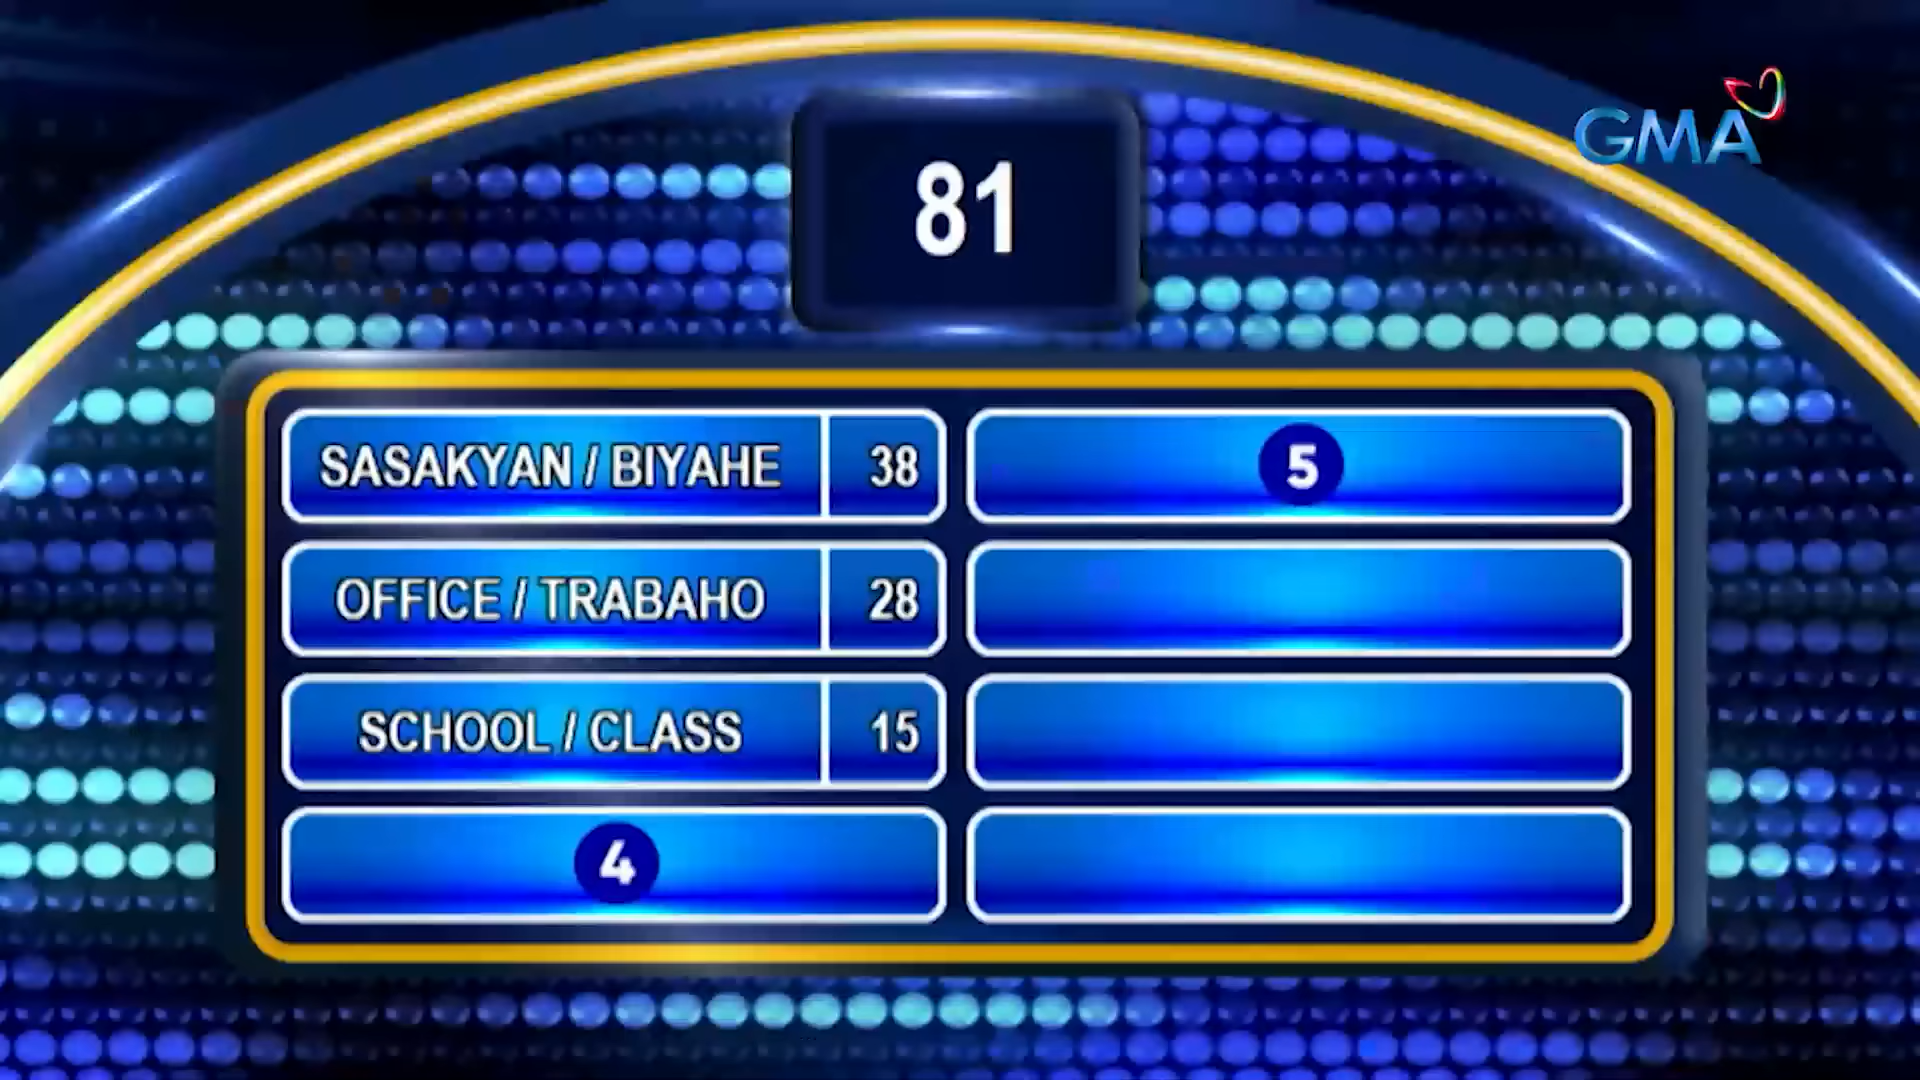 GMA
81
SASAKYAN / BIYAHE 38
OFFICE / TRABAHO 28
SCHOOL / CLASS 15
4
5